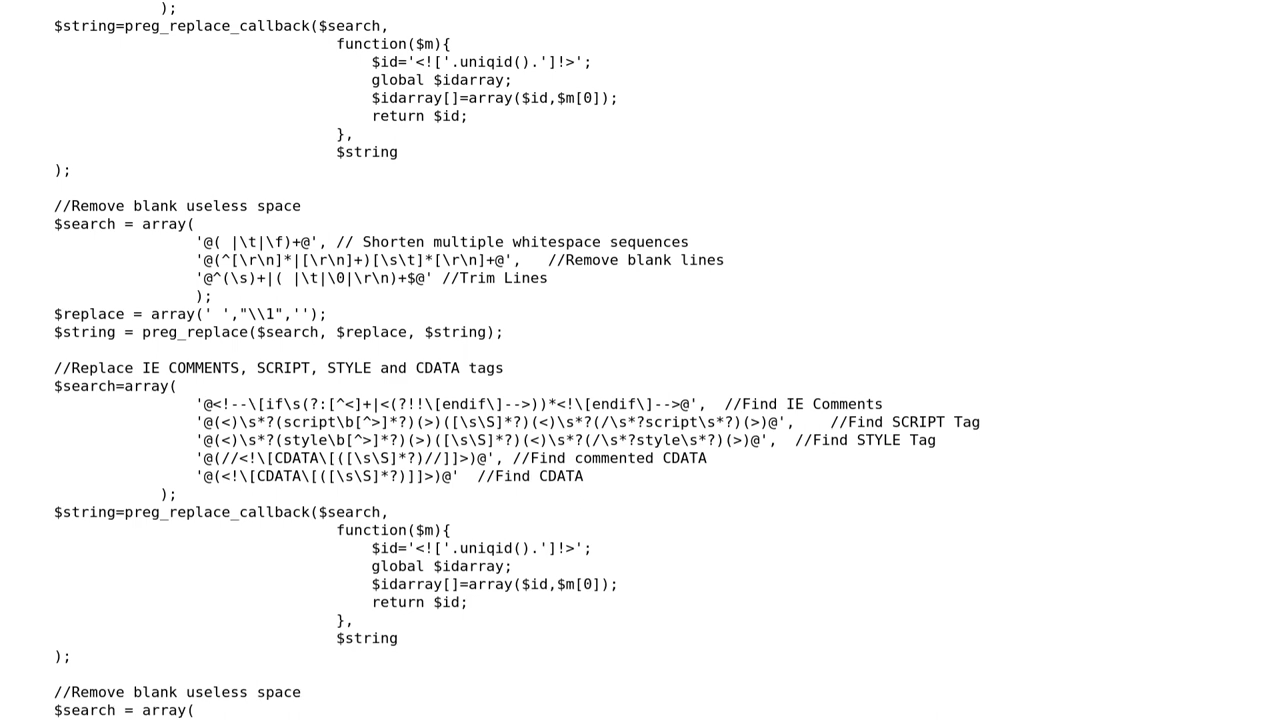 );
$string=preg_replace_callback($search,
function($m){
$id='<!['.uniqid().']!>';
global $idarray;
$idarray[]=array($id,$m[0]);
return $id;
},
$string
);
//Remove blank useless space
$search = array(
'@( |\t|\f)+@', // Shorten multiple whitespace sequences
'@(^[\r\n]*|[\r\n]+)[\s\t]*[\r\n]+@',   //Remove blank lines
'@^(\s)+|( |\t|\0|\r\n)+$@' //Trim Lines
);
$replace = array(' ',"\\1",'');
$string = preg_replace($search, $replace, $string);
//Replace IE COMMENTS, SCRIPT, STYLE and CDATA tags
$search=array(
'@<!--\[if\s(?:[^<]+|<(?!!\[endif\]-->))*<!\[endif\]-->@',  //Find IE Comments
'@(<)\s*?(script\b[^>]*?)(>)([\s\S]*?)(<)\s*?(/\s*?script\s*?)(>)@',    //Find SCRIPT Tag
'@(<)\s*?(style\b[^>]*?)(>)([\s\S]*?)(<)\s*?(/\s*?style\s*?)(>)@',  //Find STYLE Tag
'@(//<!\[CDATA\[([\s\S]*?)//]]>)@', //Find commented CDATA
'@(<!\[CDATA\[([\s\S]*?)]]>)@'  //Find CDATA
);
$string=preg_replace_callback($search,
function($m){
$id='<!['.uniqid().']!>';
global $idarray;
$idarray[]=array($id,$m[0]);
return $id;
},
$string
);
//Remove blank useless space
$search = array(